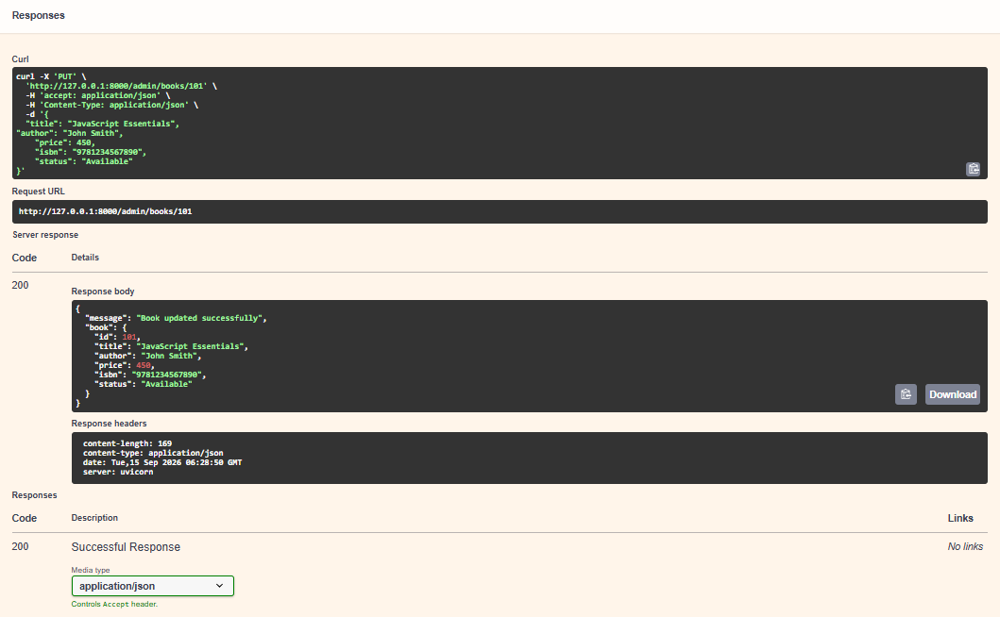 Responses
Curl
curl -X 'PUT' \
  'http://127.0.0.1:8000/admin/books/101' \
  -H 'accept: application/json' \
  -H 'Content-Type: application/json' \
  -d '{
  "title": "JavaScript Essentials",
"author": "John Smith",
    "price": 450,
    "isbn": "9781234567890",
    "status": "Available"
}'
Request URL
http://127.0.0.1:8000/admin/books/101
Server response
Code Details
200
Response body
{
  "message": "Book updated successfully",
  "book": {
    "id": 101,
    "title": "JavaScript Essentials",
    "author": "John Smith",
    "price": 450,
    "isbn": "9781234567890",
    "status": "Available"
  }
}
Download
Response headers
content-length: 169
content-type: application/json
date: Tue,15 Sep 2026 06:28:50 GMT
server: uvicorn
Responses
Code Description Links
200 Successful Response No links
Media type
application/json
Controls Accept header.